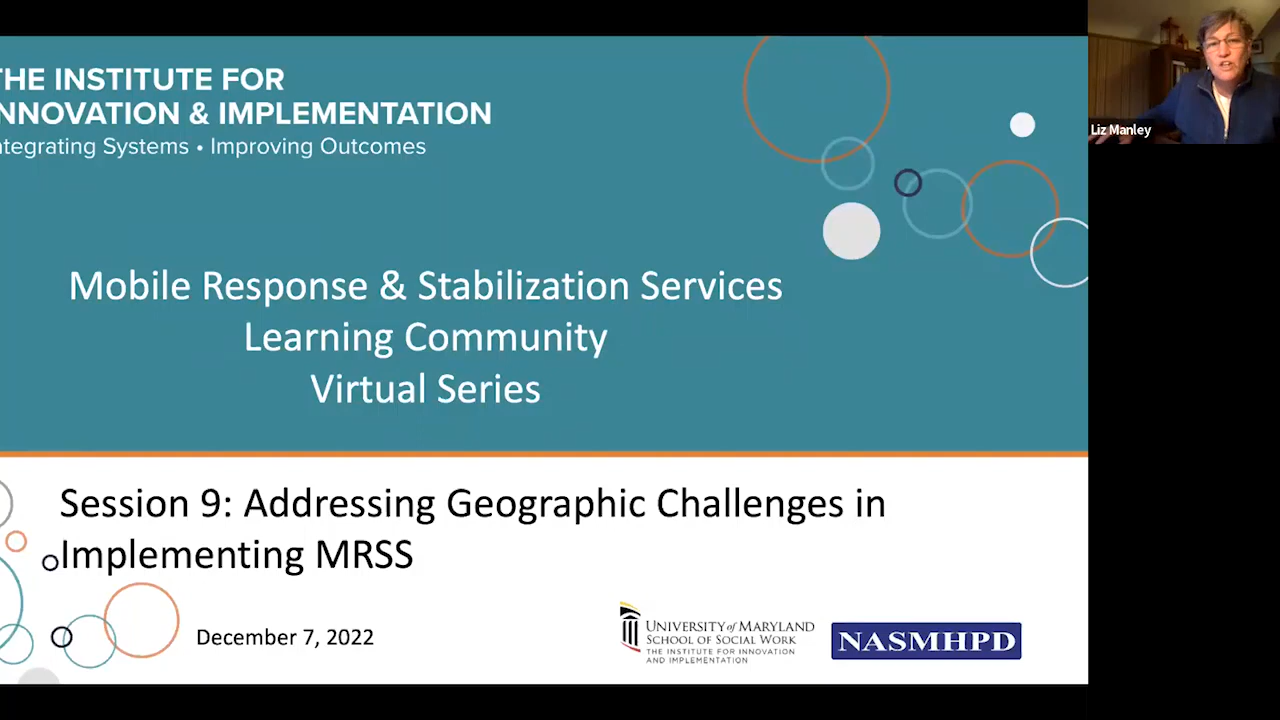 THE INSTITUTE FOR
INNOVATION & IMPLEMENTATION
ntegrating Systems • Improving Outcomes
Liz Manley
Mobile Response & Stabilization Services
Learning Community
Virtual Series
Session 9: Addressing Geographic Challenges in
Implementing MRSS
December 7, 2022
UNIVERSITY of MARYLAND
SCHOOL OF SOCIAL WORK
THE INSTITUTE FOR INNOVATION
AND IMPLEMENTATION
NASMHPD